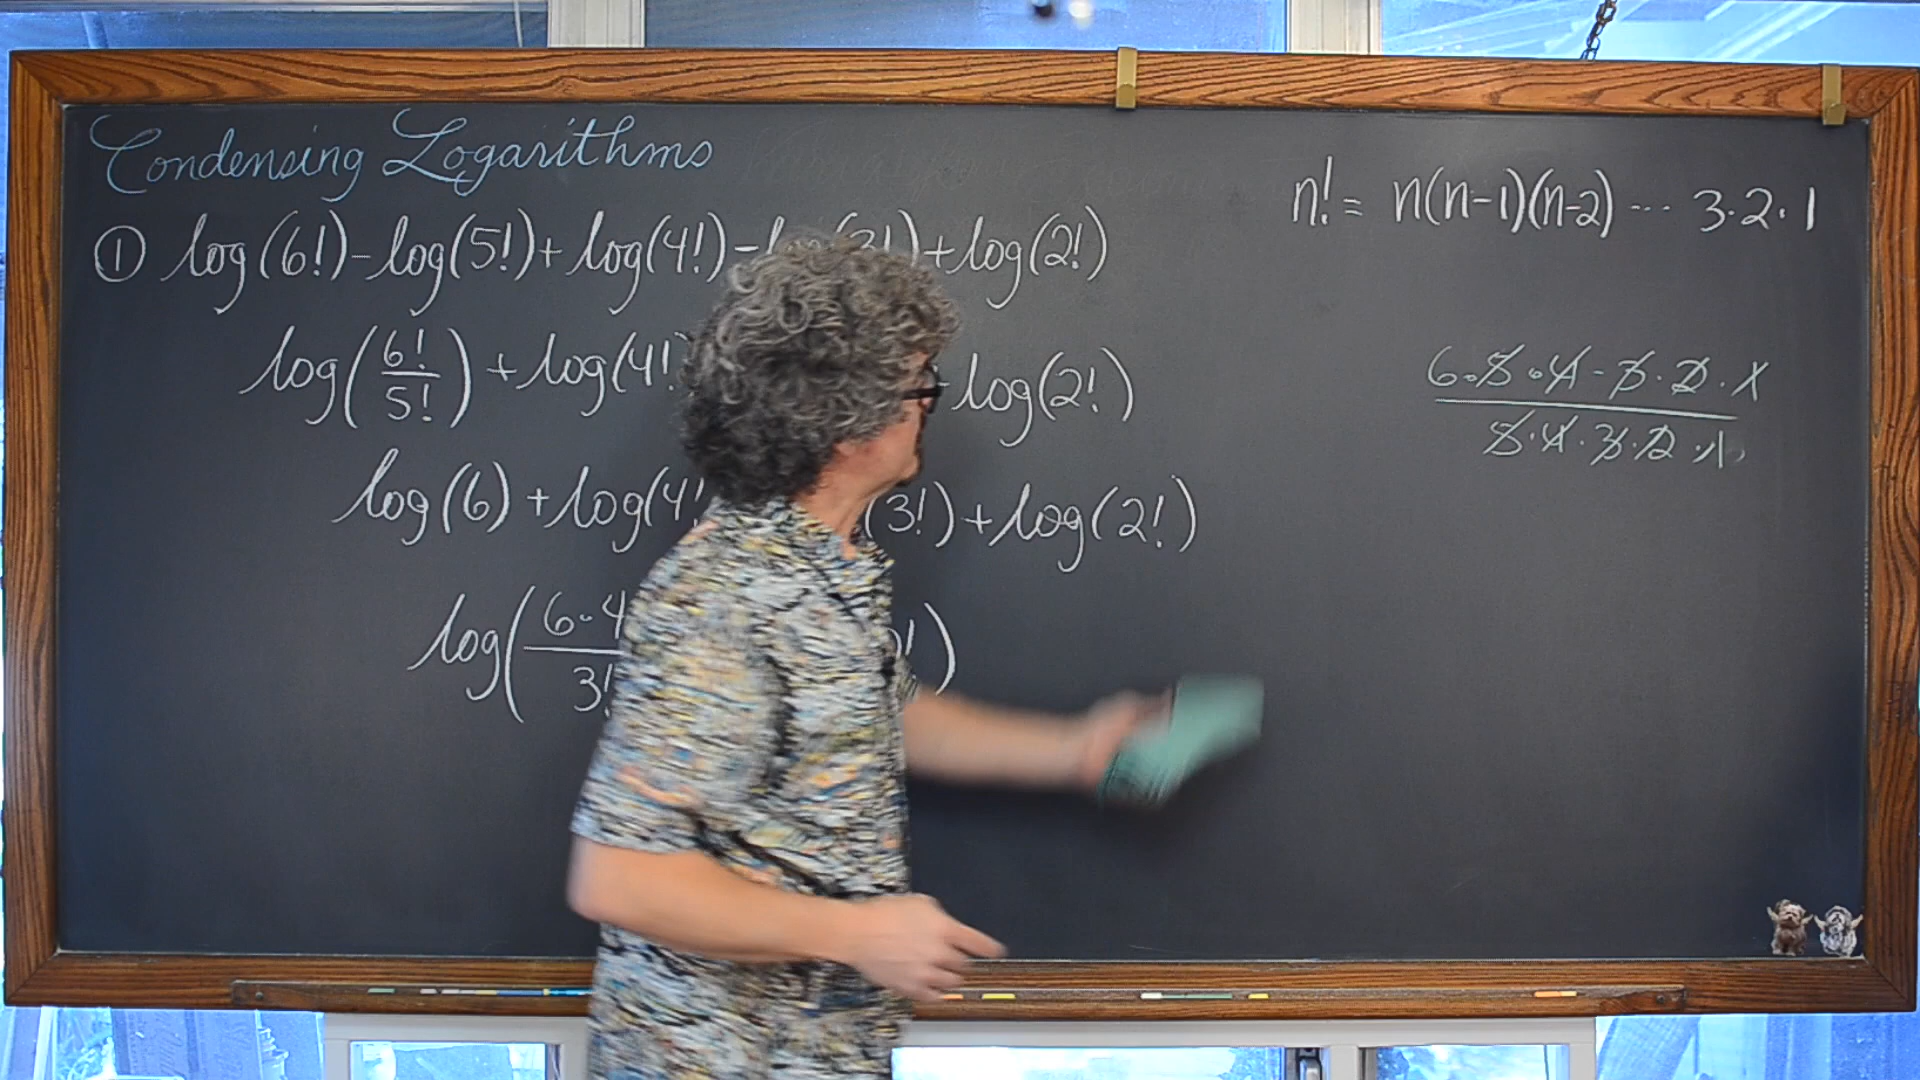 Condensing Logarithms
n! = n(n-1)(n-2) ··· 3·2·1
① log(6!)-log(5!)+log(4!)-log(3!)+log(2!)
log(6!/5!)+log(4! log(2!)
6·5·4·3·2·1
5·4·3·2·1
log(6)+log(4! (3!)+log(2!)
log(6·4
3! !)